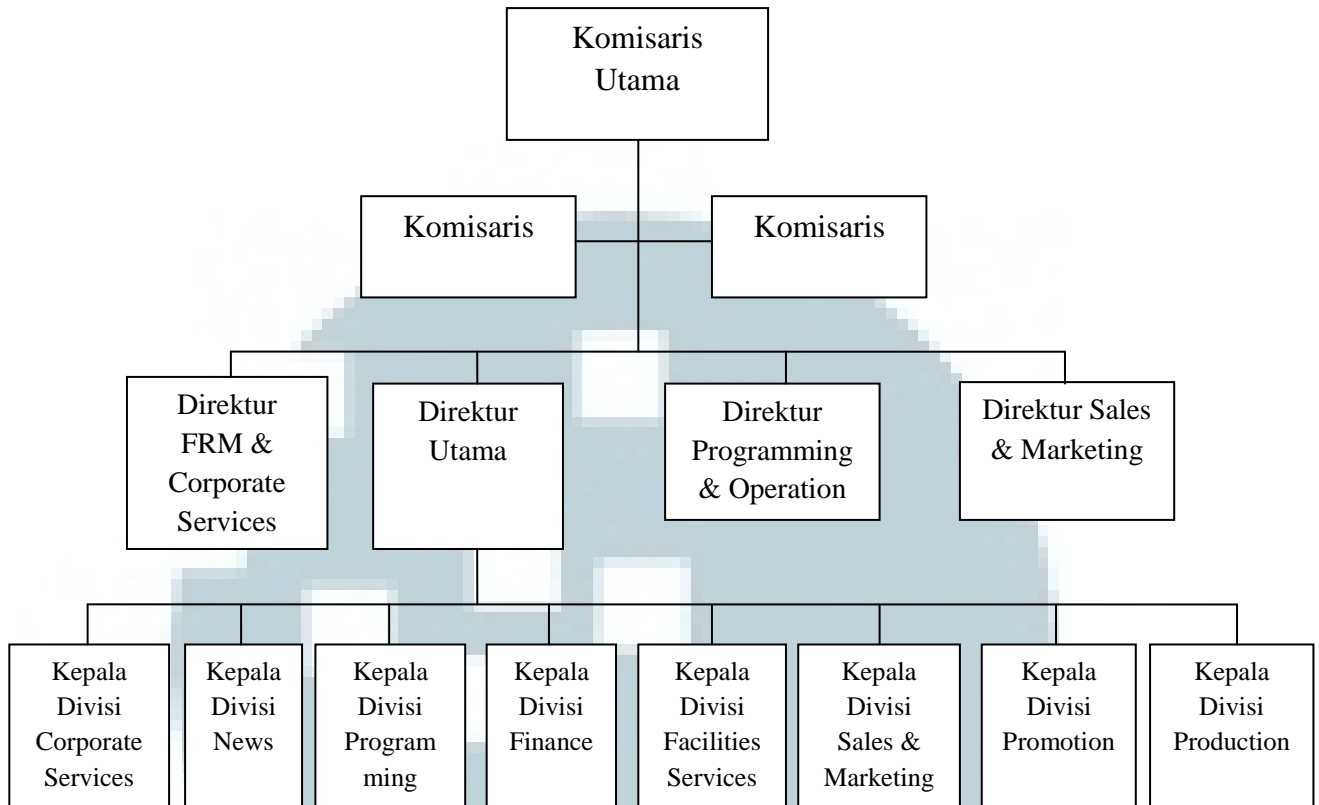 Komisaris
Utama
Komisaris
Komisaris
Direktur
FRM &
Corporate
Services
Direktur
Utama
Direktur
Programming
& Operation
Direktur Sales
& Marketing
Kepala
Divisi
Corporate
Services
Kepala
Divisi
News
Kepala
Divisi
Program
ming
Kepala
Divisi
Finance
Kepala
Divisi
Facilities
Services
Kepala
Divisi
Sales &
Marketing
Kepala
Divisi
Promotion
Kepala
Divisi
Production